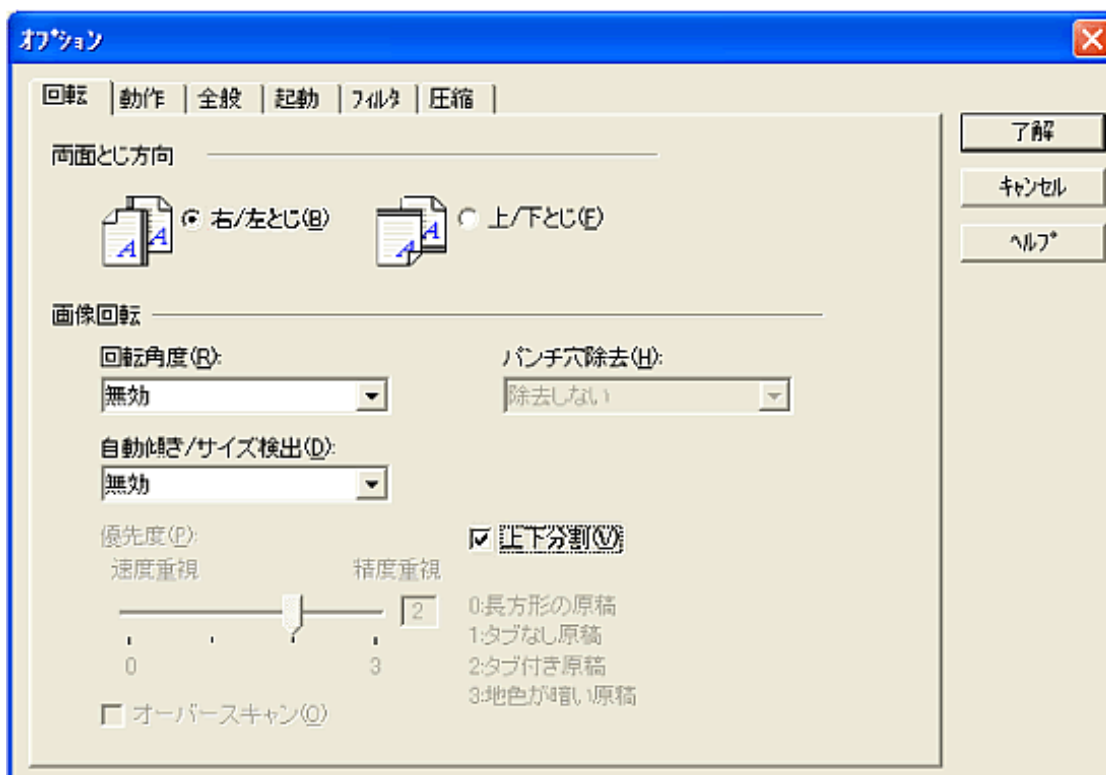 オプション
回転 動作 全般 起動 フィルタ 圧縮
了解
キャンセル
ヘルプ
両面とじ方向
A A 右/左とじ(B) A A 上/下とじ(E)
画像回転
回転角度(R): パンチ穴除去(H):
無効 除去しない
自動傾き/サイズ検出(D):
無効
優先度(P): 上下分割(V)
速度重視 精度重視
2
0 3
0:長方形の原稿
1:タブなし原稿
2:タブ付き原稿
3:地色が暗い原稿
オーバースキャン(O)